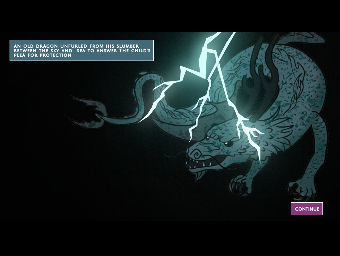 AN OLD DRAGON UNFURLED FROM HIS SLUMBER
BETWEEN THE SKY AND SEA TO ANSWER THE CHILD'S
PLEA FOR PROTECTION
CONTINUE